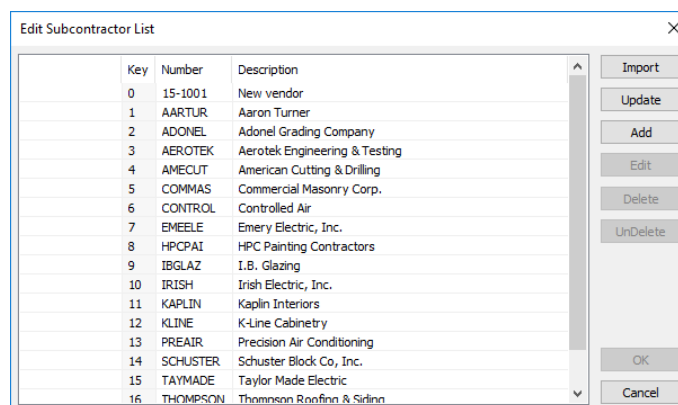 Edit Subcontractor List
Key Number Description
0 15-1001 New vendor
1 AARTUR Aaron Turner
2 ADONEL Adonel Grading Company
3 AEROTEK Aerotek Engineering & Testing
4 AMECUT American Cutting & Drilling
5 COMMAS Commercial Masonry Corp.
6 CONTROL Controlled Air
7 EMEELE Emery Electric, Inc.
8 HPCPAI HPC Painting Contractors
9 IBGLAZ I.B. Glazing
10 IRISH Irish Electric, Inc.
11 KAPLIN Kaplin Interiors
12 KLINE K-Line Cabinetry
13 PREAIR Precision Air Conditioning
14 SCHUSTER Schuster Block Co, Inc.
15 TAYMADE Taylor Made Electric
16 THOMPSON Thompson Roofing & Siding
Import
Update
Add
Edit
Delete
UnDelete
OK
Cancel